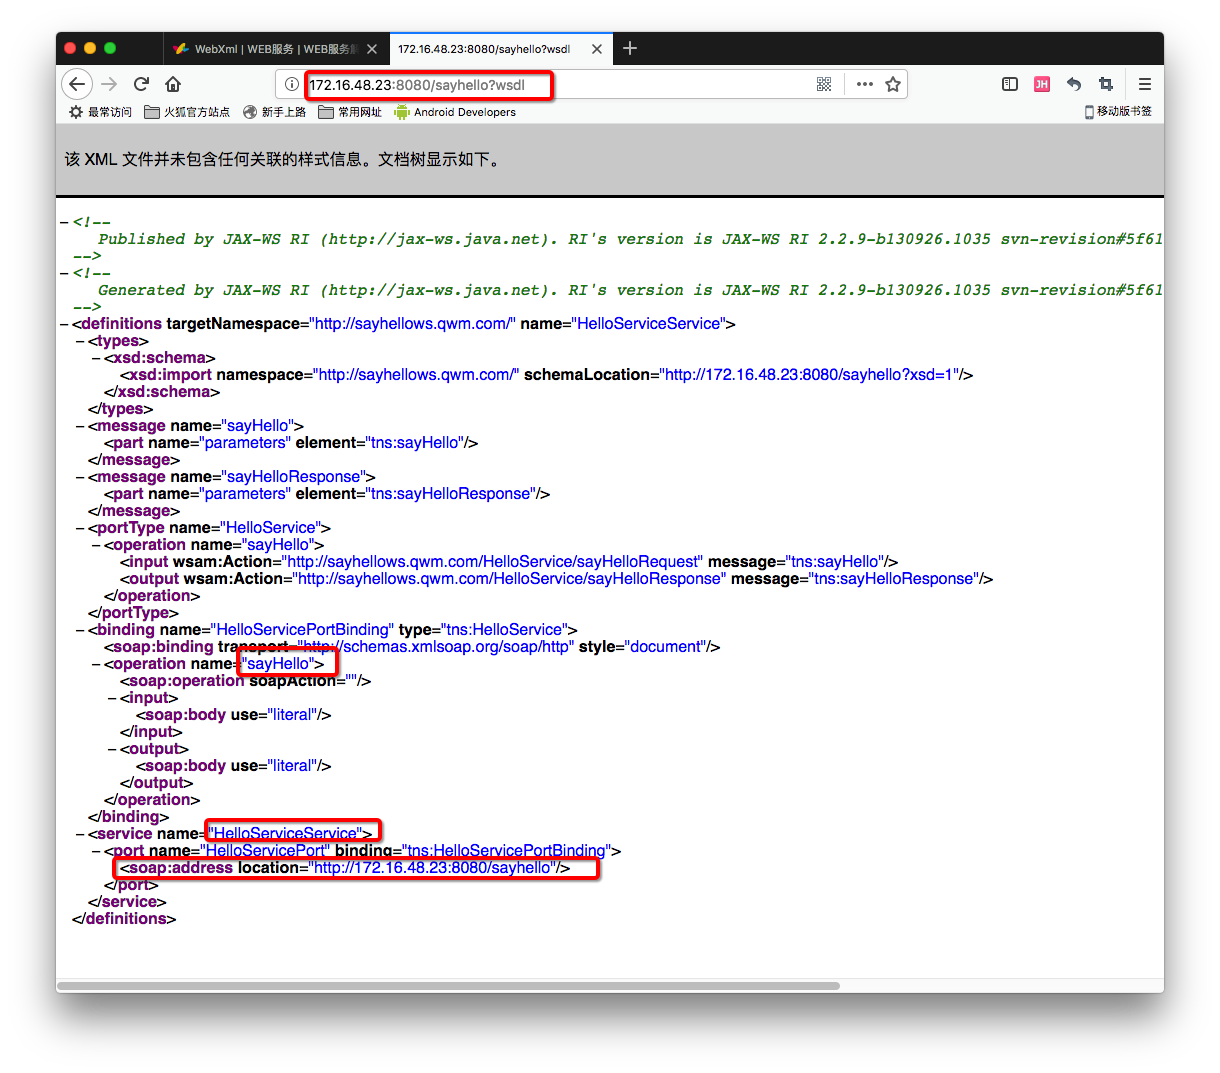 WebXml | WEB服务 | WEB服务
172.16.48.23:8080/sayhello?wsdl
172.16.48.23:8080/sayhello?wsdl
JH
最常访问 火狐官方站点 新手上路 常用网址 Android Developers 移动版书签
该 XML 文件并未包含任何关联的样式信息。文档树显示如下。
−<!--
Published by JAX-WS RI (http://jax-ws.java.net). RI's version is JAX-WS RI 2.2.9-b130926.1035 svn-revision#5f61
-->
−<!--
Generated by JAX-WS RI (http://jax-ws.java.net). RI's version is JAX-WS RI 2.2.9-b130926.1035 svn-revision#5f61
-->
−<definitions targetNamespace="http://sayhellows.qwm.com/" name="HelloServiceService">
−<types>
−<xsd:schema>
<xsd:import namespace="http://sayhellows.qwm.com/" schemaLocation="http://172.16.48.23:8080/sayhello?xsd=1"/>
</xsd:schema>
</types>
−<message name="sayHello">
<part name="parameters" element="tns:sayHello"/>
</message>
−<message name="sayHelloResponse">
<part name="parameters" element="tns:sayHelloResponse"/>
</message>
−<portType name="HelloService">
−<operation name="sayHello">
<input wsam:Action="http://sayhellows.qwm.com/HelloService/sayHelloRequest" message="tns:sayHello"/>
<output wsam:Action="http://sayhellows.qwm.com/HelloService/sayHelloResponse" message="tns:sayHelloResponse"/>
</operation>
</portType>
−<binding name="HelloServicePortBinding" type="tns:HelloService">
<soap:binding transport="http://schemas.xmlsoap.org/soap/http" style="document"/>
−<operation name="sayHello">
<soap:operation soapAction=""/>
−<input>
<soap:body use="literal"/>
</input>
−<output>
<soap:body use="literal"/>
</output>
</operation>
</binding>
−<service name="HelloServiceService">
−<port name="HelloServicePort" binding="tns:HelloServicePortBinding">
<soap:address location="http://172.16.48.23:8080/sayhello"/>
</port>
</service>
</definitions>